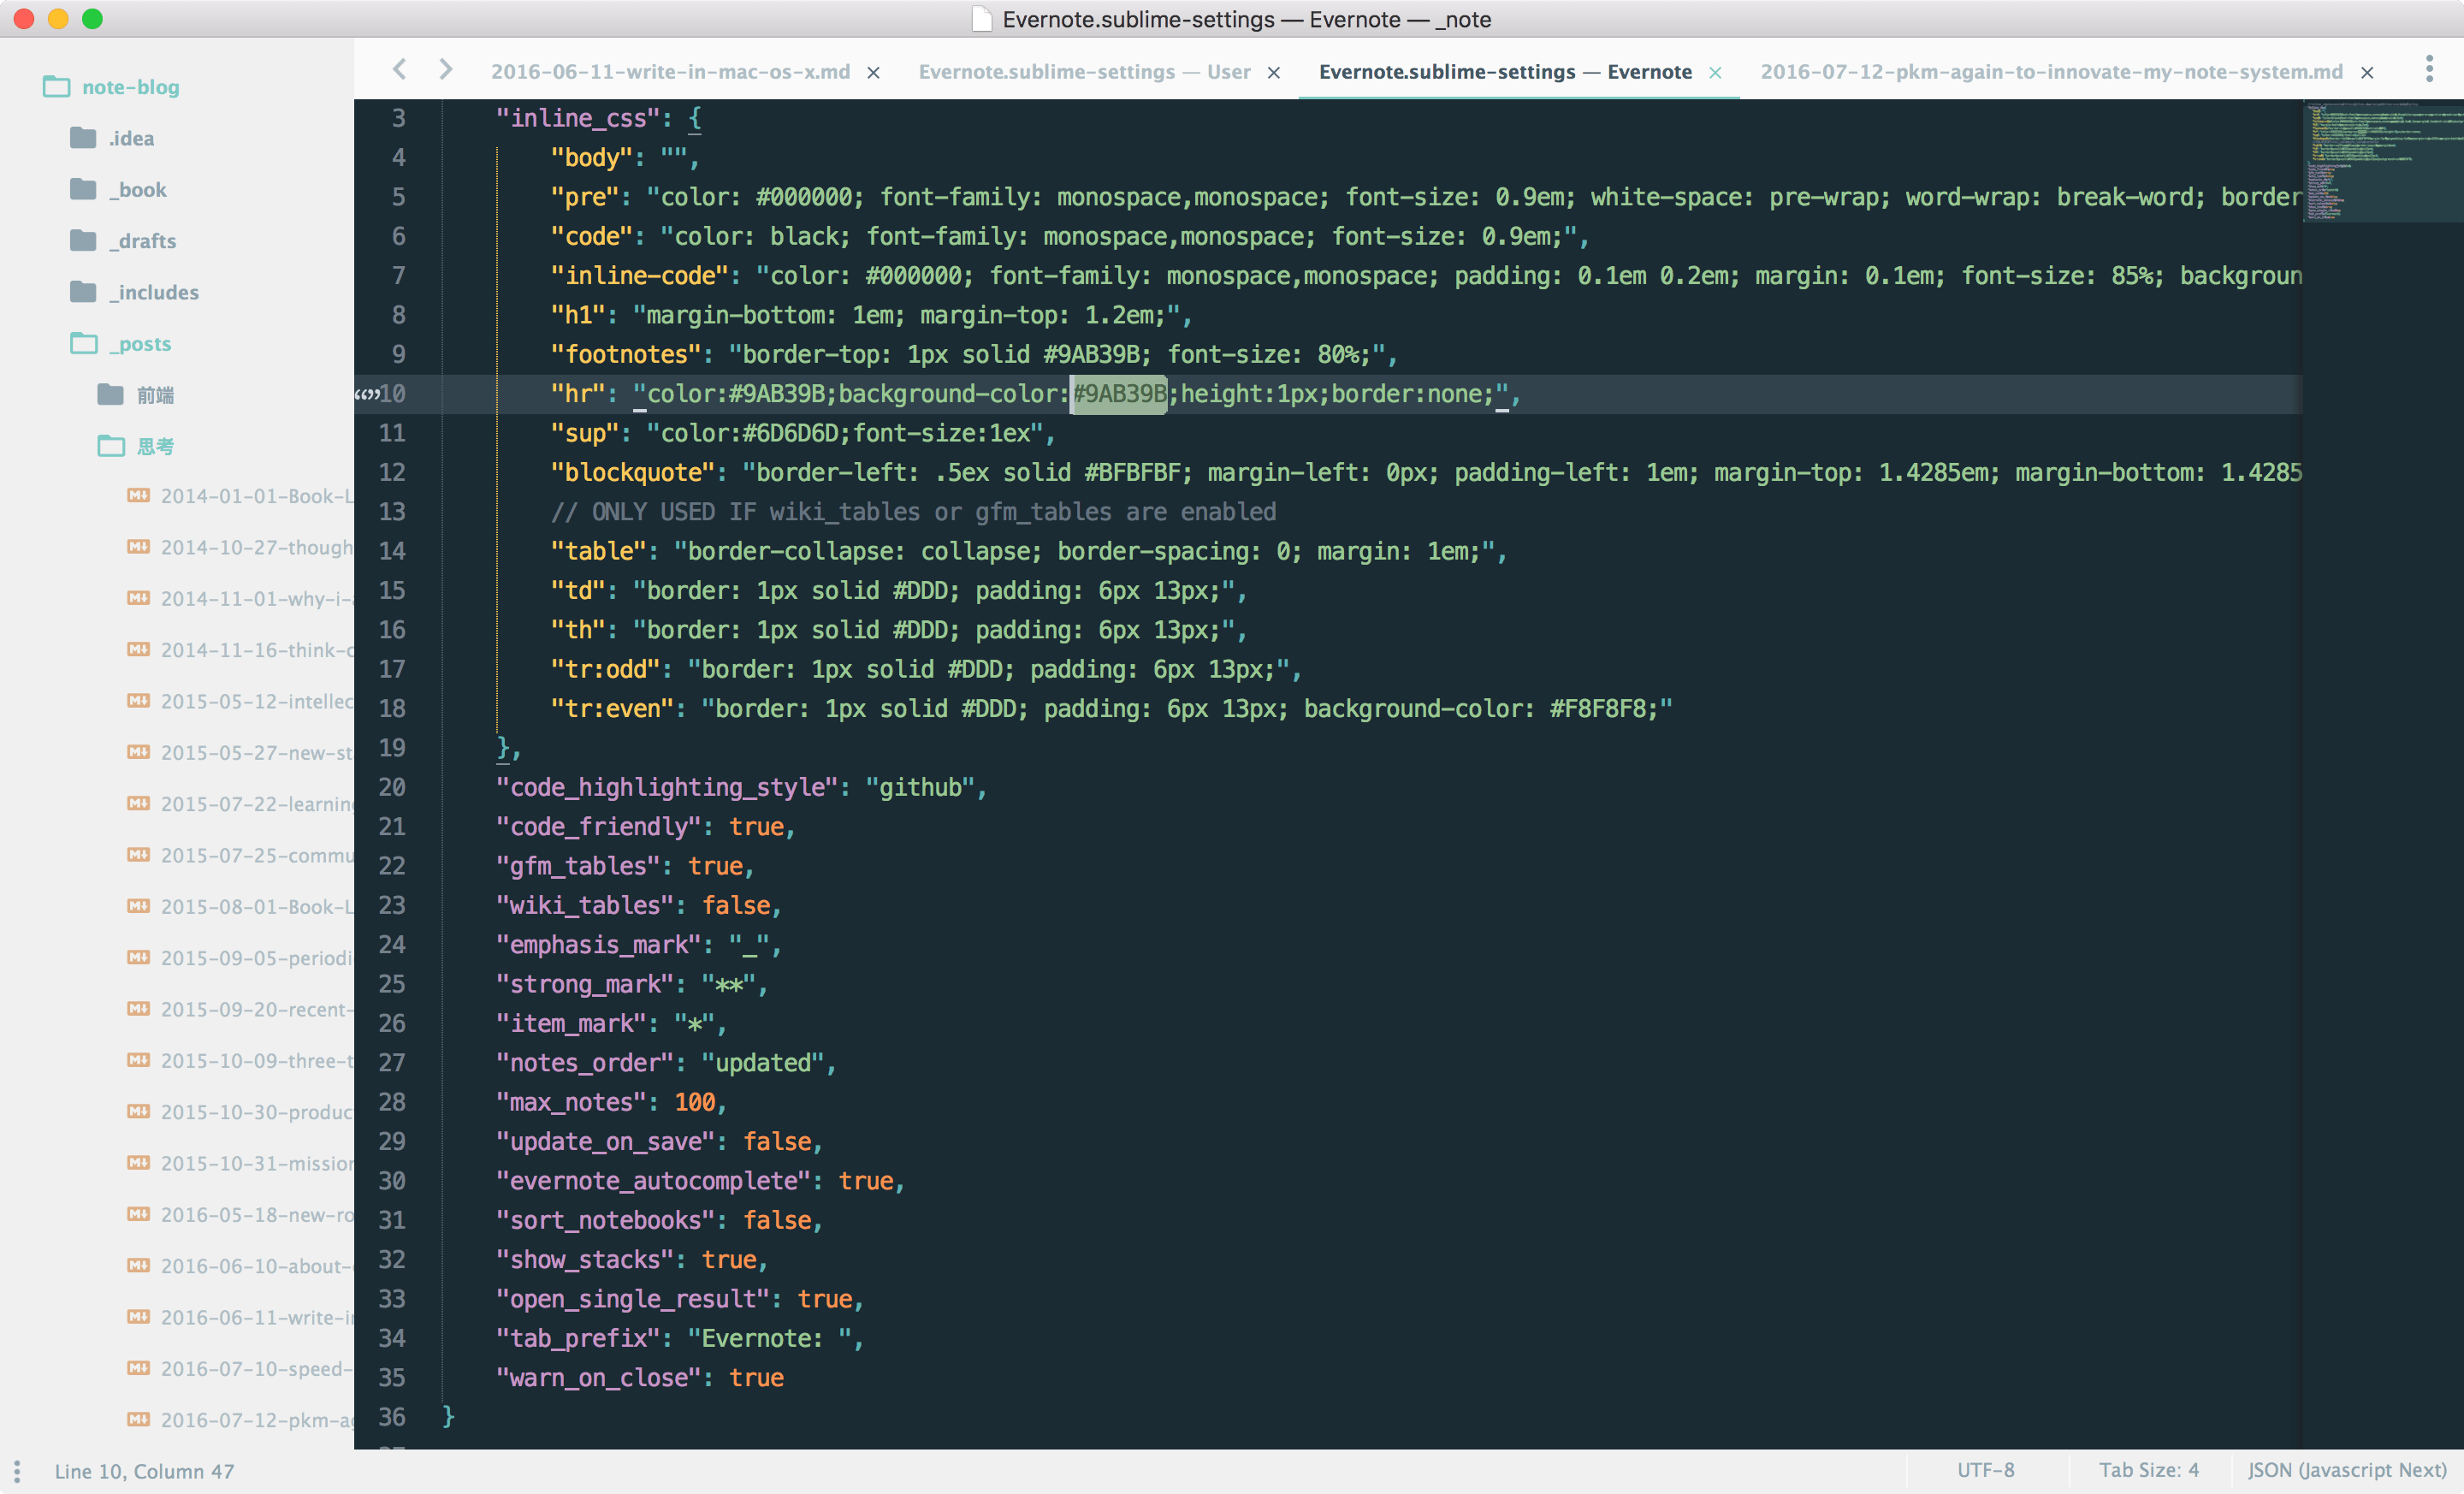 Evernote.sublime-settings — Evernote — _note
2016-06-11-write-in-mac-os-x.md × Evernote.sublime-settings — User × Evernote.sublime-settings — Evernote × 2016-07-12-pkm-again-to-innovate-my-note-system.md ×
note-blog
.idea
_book
_drafts
_includes
_posts
前端
思考
2014-01-01-Book-L
2014-10-27-though
2014-11-01-why-i-
2014-11-16-think-c
2015-05-12-intellec
2015-05-27-new-st
2015-07-22-learnin
2015-07-25-commu
2015-08-01-Book-L
2015-09-05-periodi
2015-09-20-recent-
2015-10-09-three-t
2015-10-30-produc
2015-10-31-mission
2016-05-18-new-ro
2016-06-10-about-
2016-06-11-write-i
2016-07-10-speed-
2016-07-12-pkm-ag
3 "inline_css": {
4 "body": "",
5 "pre": "color: #000000; font-family: monospace,monospace; font-size: 0.9em; white-space: pre-wrap; word-wrap: break-word; border
6 "code": "color: black; font-family: monospace,monospace; font-size: 0.9em;",
7 "inline-code": "color: #000000; font-family: monospace,monospace; padding: 0.1em 0.2em; margin: 0.1em; font-size: 85%; backgroun
8 "h1": "margin-bottom: 1em; margin-top: 1.2em;",
9 "footnotes": "border-top: 1px solid #9AB39B; font-size: 80%;",
10 "hr": "color:#9AB39B;background-color:#9AB39B;height:1px;border:none;",
11 "sup": "color:#6D6D6D;font-size:1ex",
12 "blockquote": "border-left: .5ex solid #BFBFBF; margin-left: 0px; padding-left: 1em; margin-top: 1.4285em; margin-bottom: 1.4285
13 // ONLY USED IF wiki_tables or gfm_tables are enabled
14 "table": "border-collapse: collapse; border-spacing: 0; margin: 1em;",
15 "td": "border: 1px solid #DDD; padding: 6px 13px;",
16 "th": "border: 1px solid #DDD; padding: 6px 13px;",
17 "tr:odd": "border: 1px solid #DDD; padding: 6px 13px;",
18 "tr:even": "border: 1px solid #DDD; padding: 6px 13px; background-color: #F8F8F8;"
19 },
20 "code_highlighting_style": "github",
21 "code_friendly": true,
22 "gfm_tables": true,
23 "wiki_tables": false,
24 "emphasis_mark": "_",
25 "strong_mark": "**",
26 "item_mark": "*",
27 "notes_order": "updated",
28 "max_notes": 100,
29 "update_on_save": false,
30 "evernote_autocomplete": true,
31 "sort_notebooks": false,
32 "show_stacks": true,
33 "open_single_result": true,
34 "tab_prefix": "Evernote: ",
35 "warn_on_close": true
36 }
Line 10, Column 47
UTF-8 Tab Size: 4 JSON (Javascript Next)